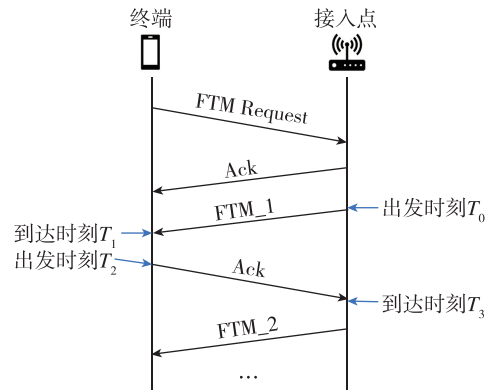 终端
接入点
FTM Request
Ack
FTM_1
出发时刻T0
到达时刻T1
出发时刻T2
Ack
到达时刻T3
FTM_2
...